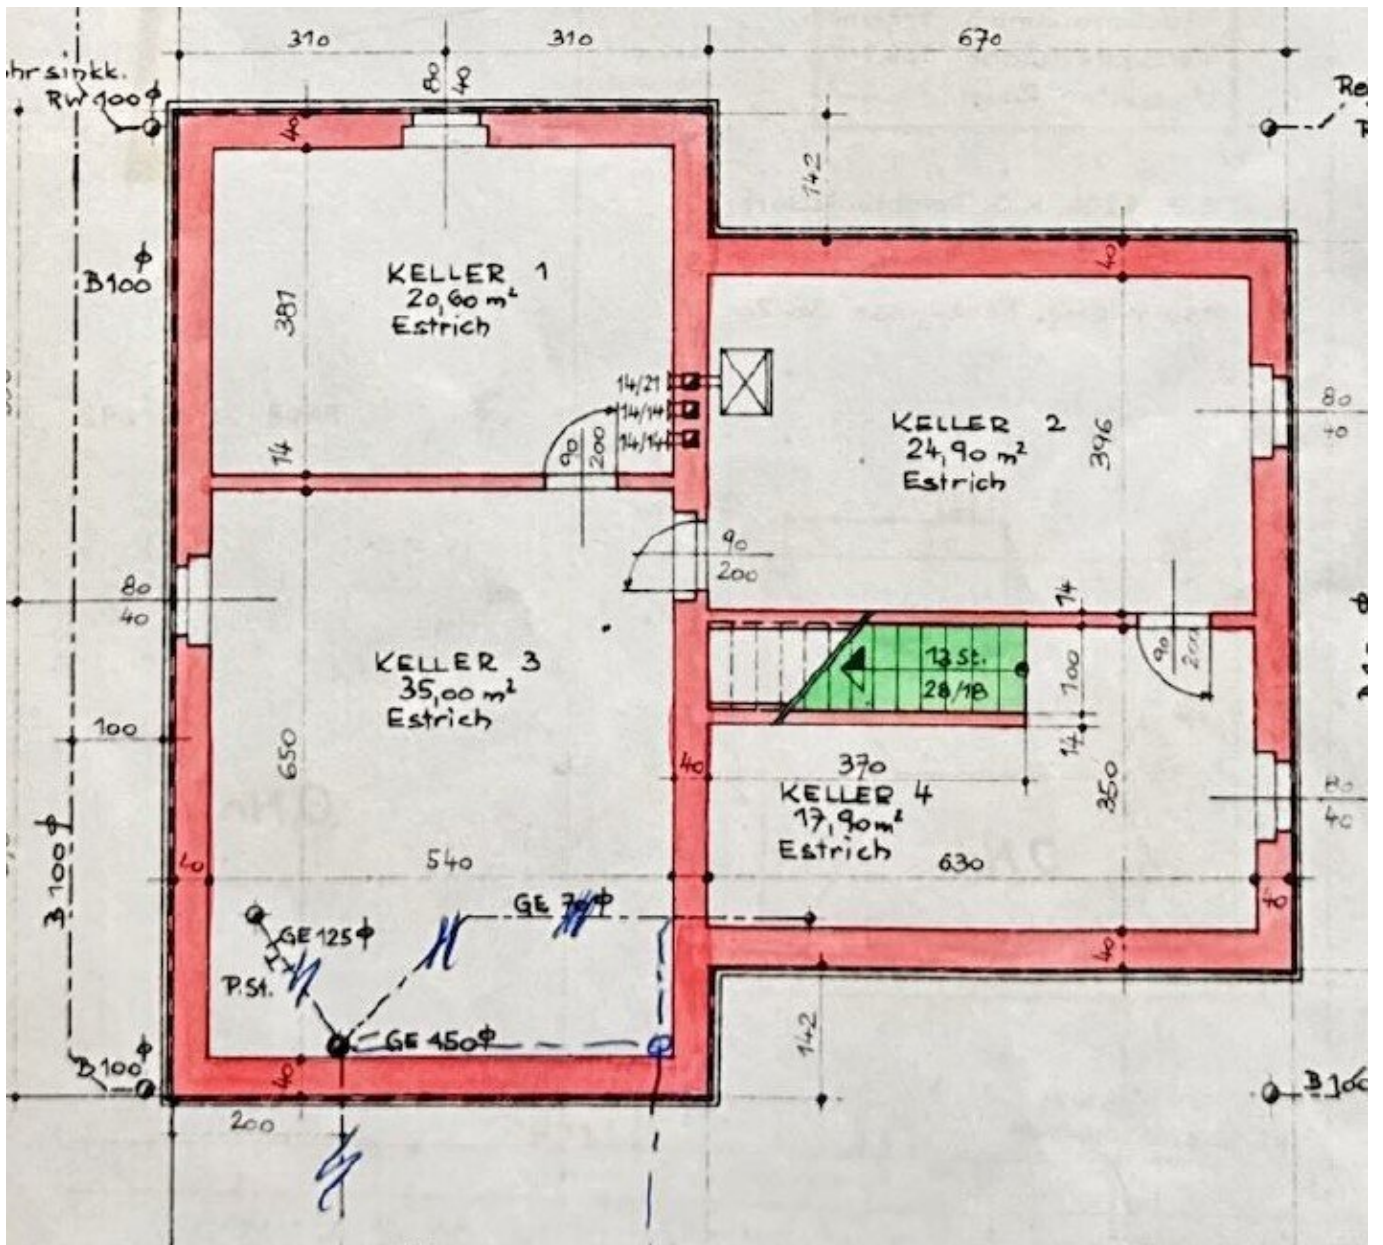 310
310
670
80
40
RW 100 φ
40
142
40
B100 φ
KELLER 1
20,60 m²
Estrich
381
14/21
14/14
14/14
90
200
14
KELLER 2
24,90 m²
Estrich
396
80
40
90
200
80
40
14
90
200
13 St.
28/18
100
14
KELLER 3
35,00 m²
Estrich
100
650
40
370
KELLER 4
17,90 m²
Estrich
350
80
40
B 100 φ
40
540
630
40
GE 70 φ
GE 125 φ
P.St.
40
GE 150 φ
142
B 100 φ
40
B 100
200